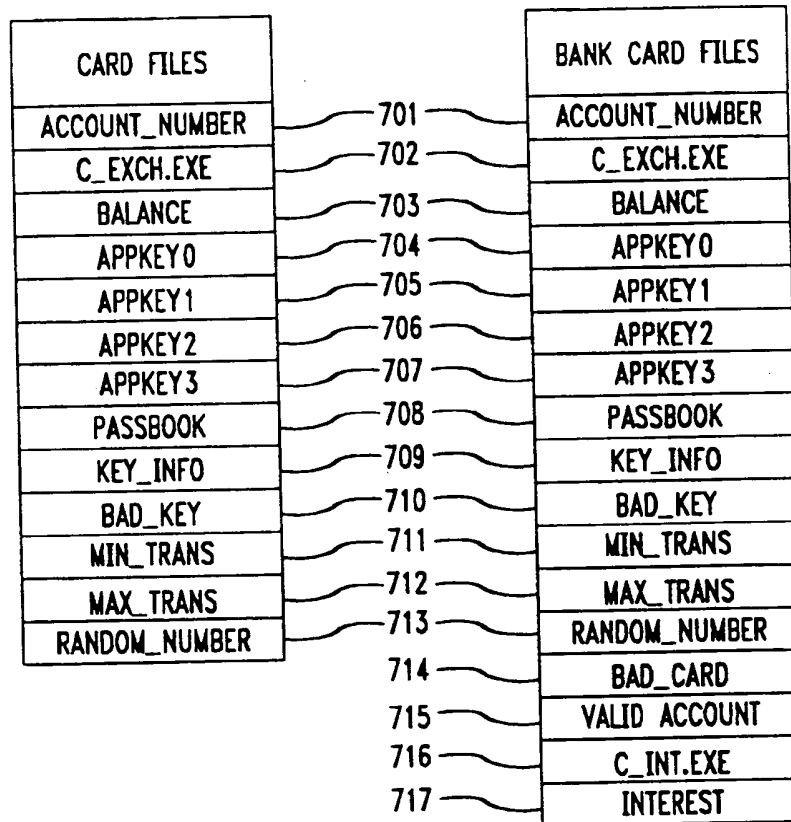 CARD FILES BANK CARD FILES
ACCOUNT_NUMBER 701 ACCOUNT_NUMBER
C_EXCH.EXE 702 C_EXCH.EXE
BALANCE 703 BALANCE
APPKEY0 704 APPKEY0
APPKEY1 705 APPKEY1
APPKEY2 706 APPKEY2
APPKEY3 707 APPKEY3
PASSBOOK 708 PASSBOOK
KEY_INFO 709 KEY_INFO
BAD_KEY 710 BAD_KEY
MIN_TRANS 711 MIN_TRANS
MAX_TRANS 712 MAX_TRANS
RANDOM_NUMBER 713 RANDOM_NUMBER
714 BAD_CARD
715 VALID ACCOUNT
716 C_INT.EXE
717 INTEREST